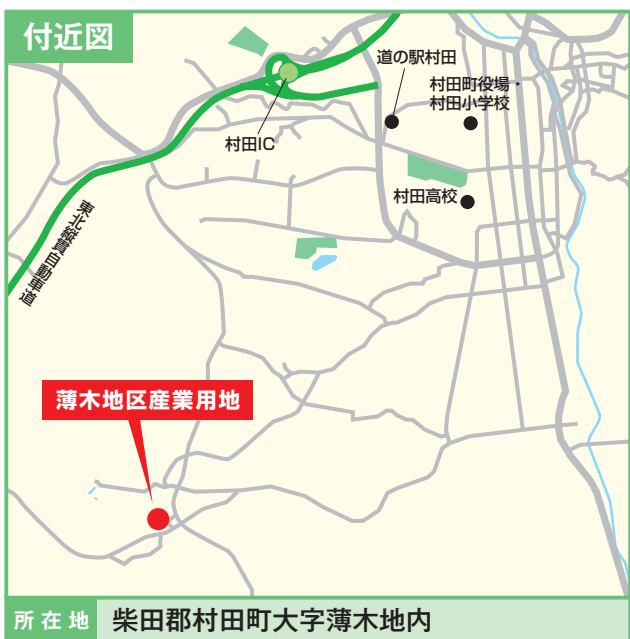 付近図
道の駅村田
村田町役場・
村田小学校
村田IC
村田高校
東北縦貫自動車道
薄木地区産業用地
所在地 柴田郡村田町大字薄木地内